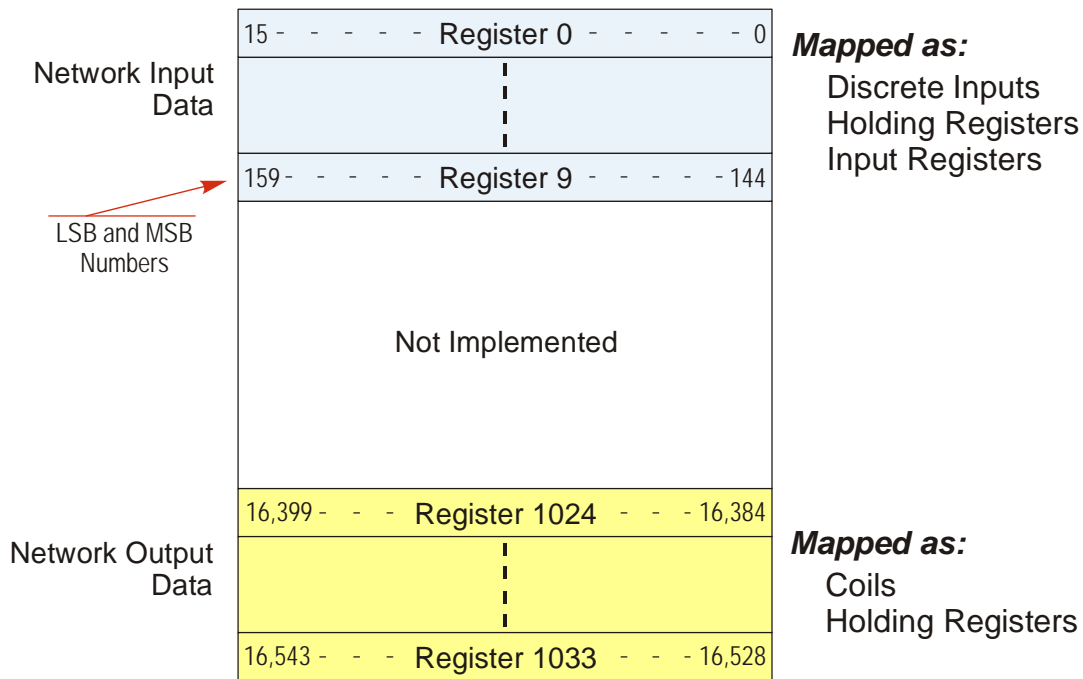 15 - - - - - Register 0 - - - - - 0
Mapped as:
Network Input
Data
Discrete Inputs
Holding Registers
Input Registers
159 - - - - - Register 9 - - - - - 144
LSB and MSB
Numbers
Not Implemented
16,399 - - - Register 1024 - - - 16,384
Network Output
Data
Mapped as:
Coils
Holding Registers
16,543 - - - Register 1033 - - - 16,528